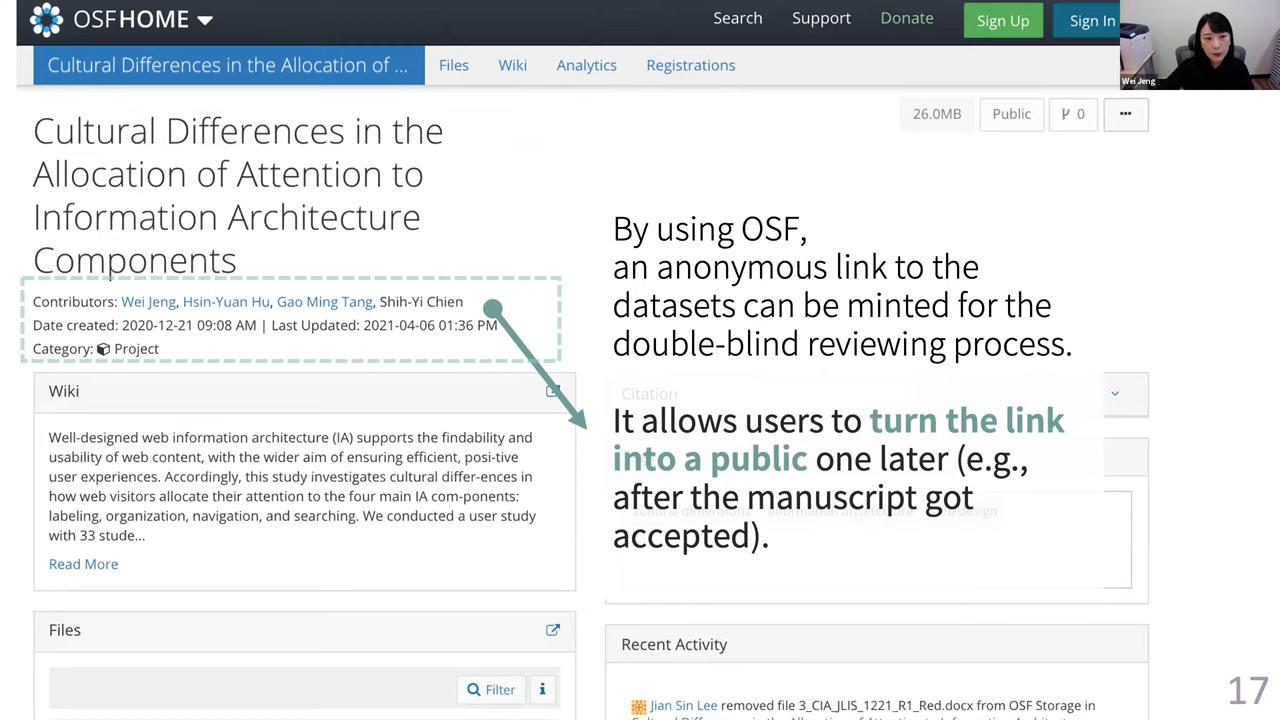 OSFHOME
Search
Support
Donate
Sign Up
Sign In
Wei Jeng
Cultural Differences in the Allocation of ...
Files
Wiki
Analytics
Registrations
26.0MB
Public
0
Cultural Differences in the
Allocation of Attention to
Information Architecture
Components
Contributors: Wei Jeng, Hsin-Yuan Hu, Gao Ming Tang, Shih-Yi Chien
Date created: 2020-12-21 09:08 AM | Last Updated: 2021-04-06 01:36 PM
Category: Project
By using OSF,
an anonymous link to the
datasets can be minted for the
double-blind reviewing process.
Citation
It allows users to turn the link
into a public one later (e.g.,
after the manuscript got
accepted).
Wiki
Well-designed web information architecture (IA) supports the findability and
usability of web content, with the wider aim of ensuring efficient, posi-tive
user experiences. Accordingly, this study investigates cultural differ-ences in
how web visitors allocate their attention to the four main IA com-ponents:
labeling, organization, navigation, and searching. We conducted a user study
with 33 stude...
Read More
Files
Filter
Recent Activity
Jian Sin Lee removed file 3_CIA_JLIS_1221_R1_Red.docx from OSF Storage in
17